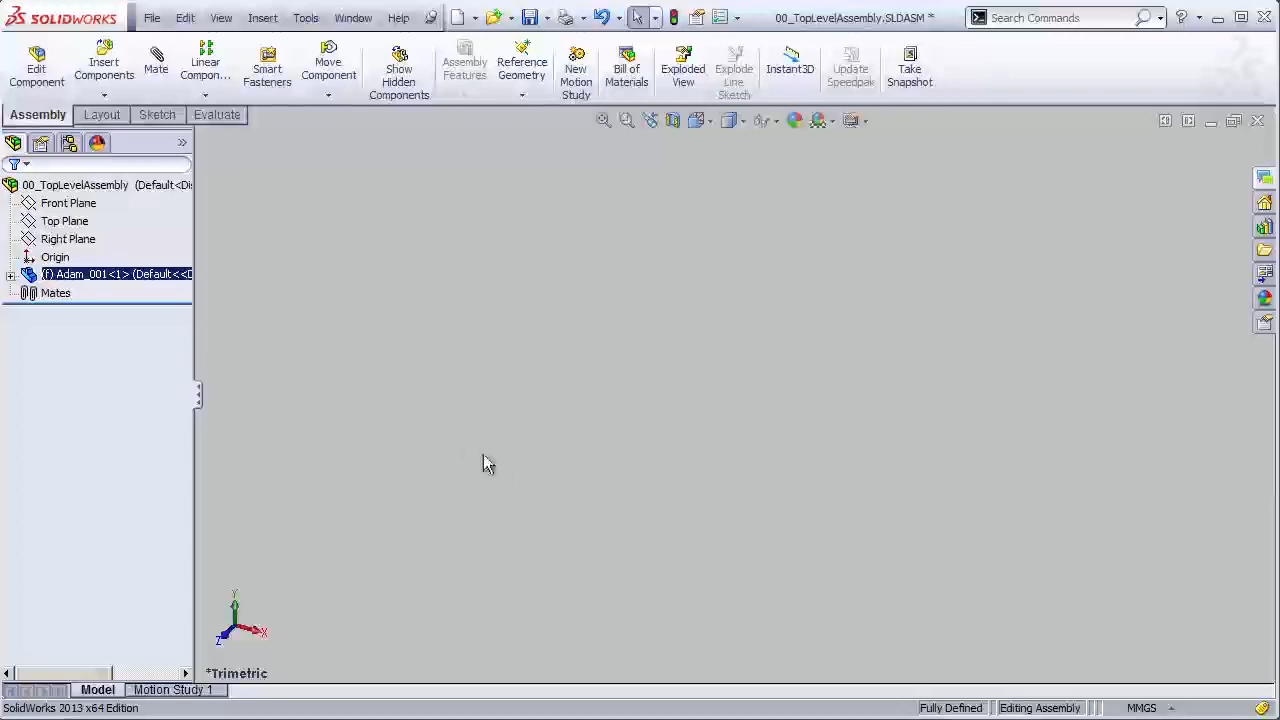 SOLIDWORKS File Edit View Insert Tools Window Help 00_TopLevelAssembly.SLDASM * Search Commands
Edit Component
Insert Components
Mate
Linear Compon...
Smart Fasteners
Move Component
Show Hidden Components
Assembly Features
Reference Geometry
New Motion Study
Bill of Materials
Exploded View
Explode Line Sketch
Instant3D
Update Speedpak
Take Snapshot
Assembly Layout Sketch Evaluate
00_TopLevelAssembly (Default<Di
Front Plane
Top Plane
Right Plane
Origin
(f) Adam_001<1> (Default<<D
Mates
Y
X
Z
*Trimetric
Model Motion Study 1
SolidWorks 2013 x64 Edition Fully Defined Editing Assembly MMGS